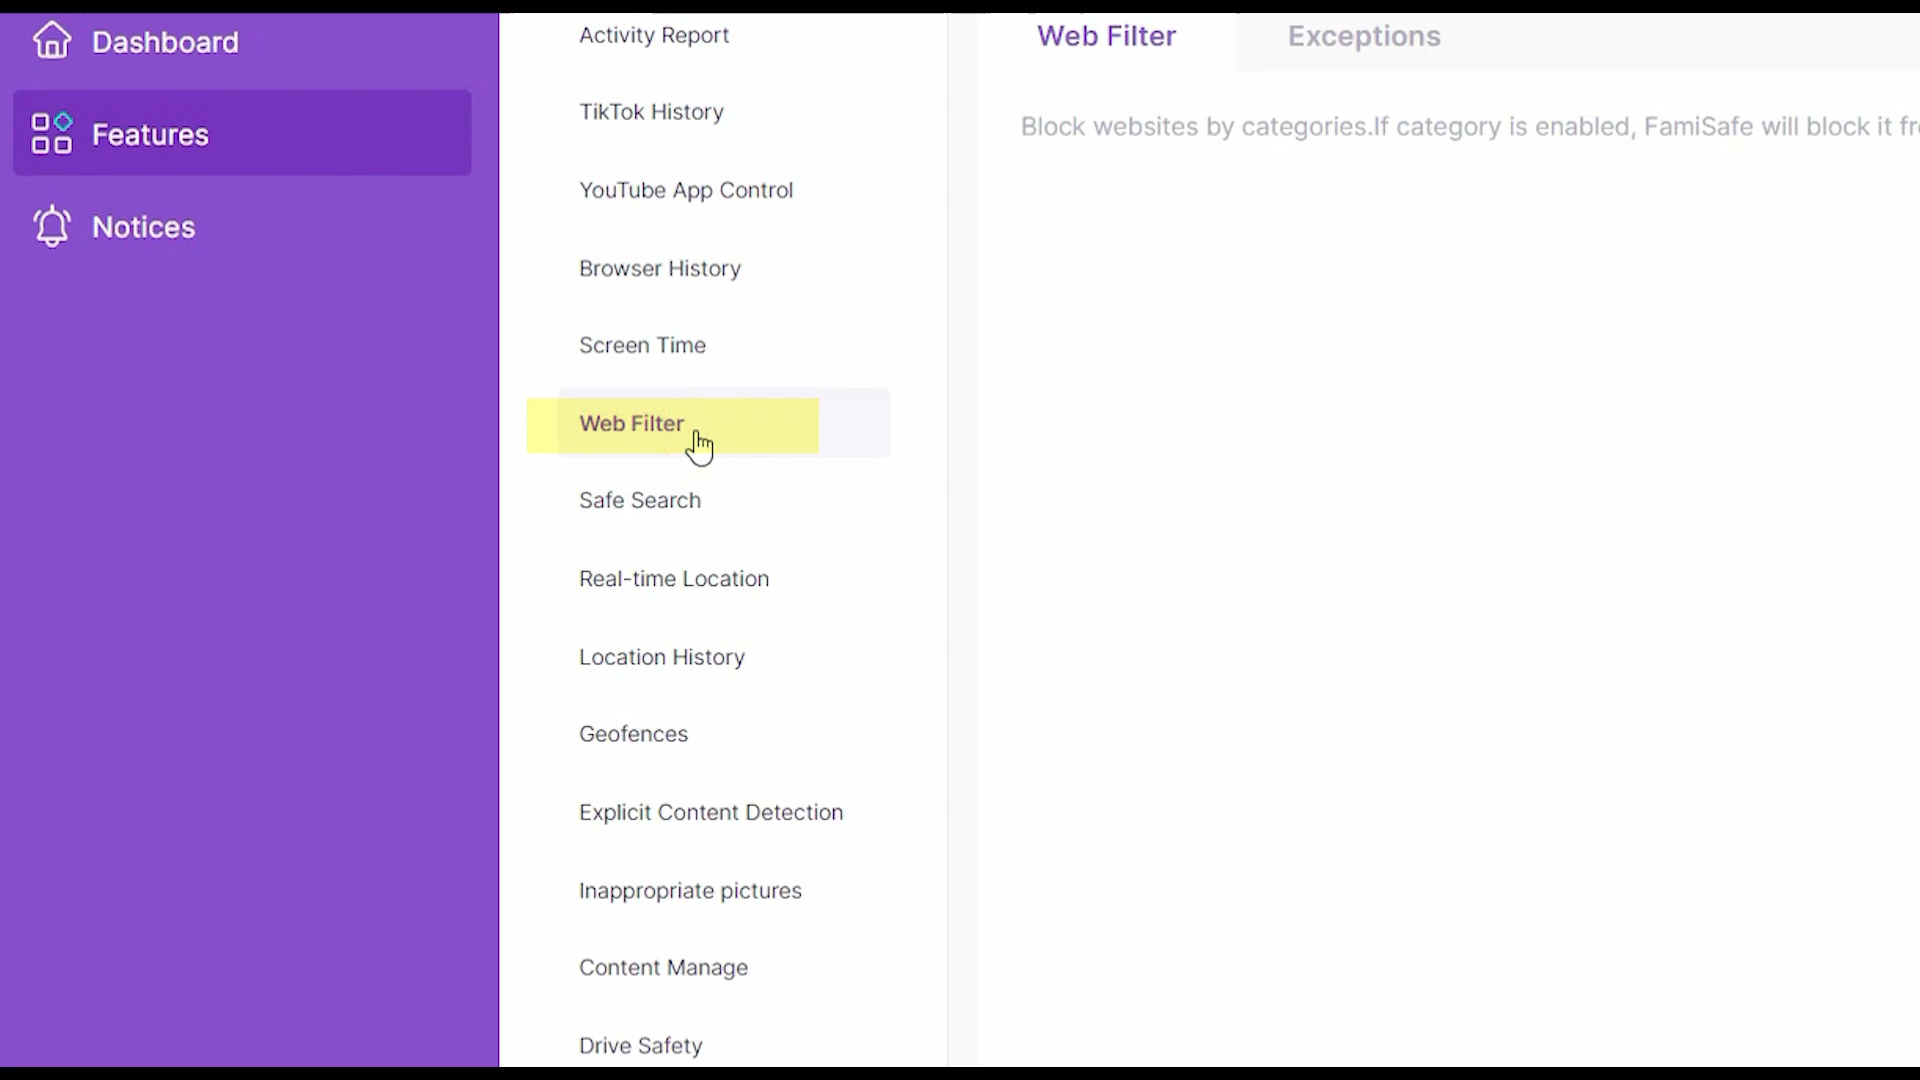 Dashboard
Features
Notices
Activity Report
TikTok History
YouTube App Control
Browser History
Screen Time
Web Filter
Safe Search
Real-time Location
Location History
Geofences
Explicit Content Detection
Inappropriate pictures
Content Manage
Drive Safety
Web Filter
Exceptions
Block websites by categories.If category is enabled, FamiSafe will block it